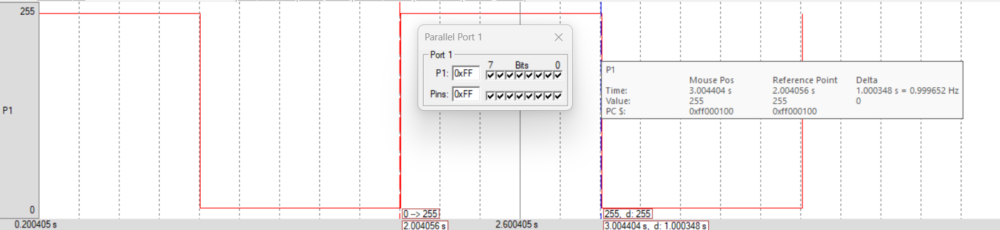 255
Parallel Port 1
Port 1
7 Bits 0
P1: 0xFF
Pins: 0xFF
P1
Mouse Pos Reference Point Delta
Time: 3.004404 s 2.004056 s 1.000348 s = 0.999652 Hz
Value: 255 255 0
PC $: 0xff000100 0xff000100
P1
0
0 --> 255
255, d: 255
0.200405 s
2.004056 s
2.600405 s
3.004404 s, d: 1.000348 s